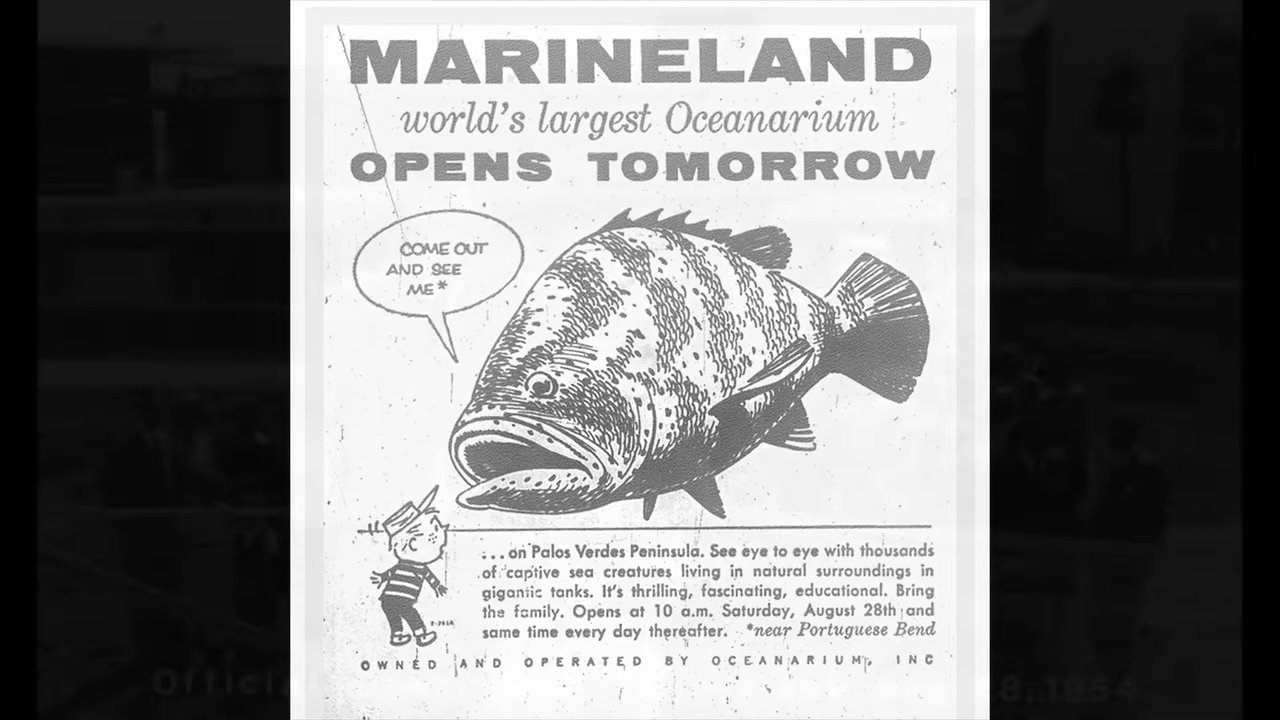 MARINELAND
world's largest Oceanarium
OPENS TOMORROW
COME OUT
AND SEE
ME*
...on Palos Verdes Peninsula. See eye to eye with thousands
of captive sea creatures living in natural surroundings in
gigantic tanks. It's thrilling, fascinating, educational. Bring
the family. Opens at 10 a.m. Saturday, August 28th and
same time every day thereafter. *near Portuguese Bend
OWNED AND OPERATED BY OCEANARIUM, INC